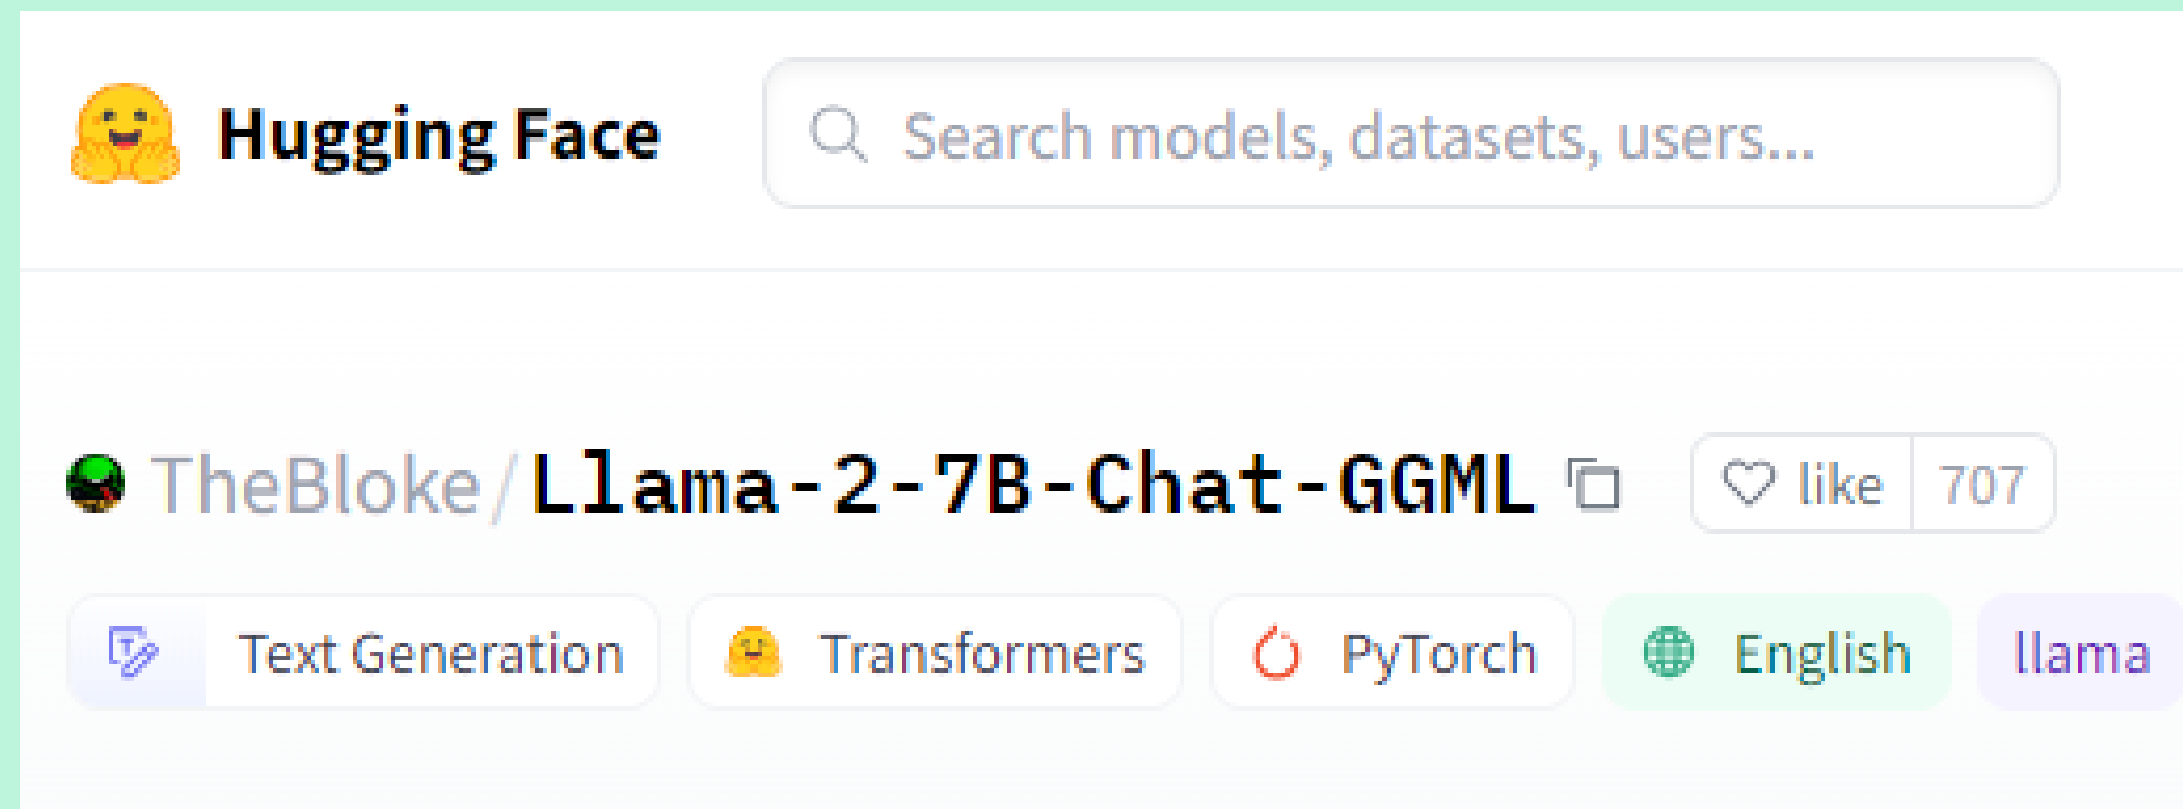 Hugging Face Search models, datasets, users...
TheBloke/Llama-2-7B-Chat-GGML like 707
Text Generation Transformers PyTorch English llama